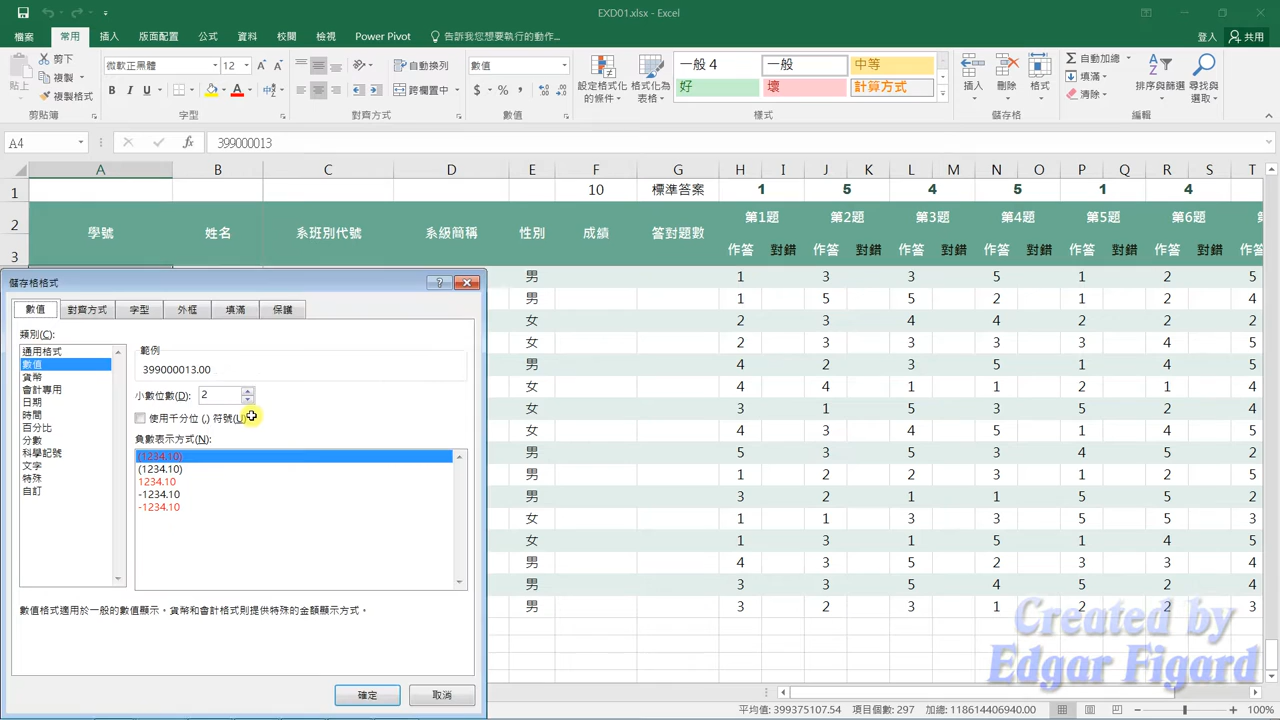 EXD01.xlsx - Excel
檔案 常用 插入 版面配置 公式 資料 校閱 檢視 Power Pivot 告訴我您想要執行的動作... 登入 共用
貼上 剪下 複製 複製格式 剪貼簿
微軟正黑體 12 B I U 字型
自動換列 跨欄置中 對齊方式
數值 $ % , 數值
設定格式化的條件 格式化為表格 一般 4 一般 中等 好 壞 計算方式 樣式
插入 刪除 格式 儲存格
自動加總 填滿 清除 排序與篩選 尋找與選取 編輯
A4 fx 399000013
A B C D E F G H I J K L M N O P Q R S T
1 10 標準答案 1 5 4 5 1 4
2 學號 姓名 系班別代號 系級簡稱 性別 成績 答對題數 第1題 第2題 第3題 第4題 第5題 第6題
3 作答 對錯 作答 對錯 作答 對錯 作答 對錯 作答 對錯 作答 對錯 作答
男 1 3 3 5 1 2 5
男 1 5 5 2 1 2 4
女 2 3 4 4 2 2 2
女 2 3 3 3 4 2 4
男 4 3 5 2 3 4 2
女 4 4 1 1 2 1 4
女 3 1 5 3 5 3 4
女 4 3 4 5 1 4 4
男 5 3 5 3 4 5 2
女 1 2 2 3 1 1 4
男 3 2 1 1 5 5 4
女 1 1 3 3 5 5 3
女 1 3 1 5 1 4 5
男 4 3 5 2 3 3 4
男 3 3 5 4 5 4 2
男 3 2 3 1 2 2 3
儲存格格式
數值 對齊方式 字型 外框 填滿 保護
類別(C):
通用格式
數值
貨幣
會計專用
日期
時間
百分比
分數
科學記號
文字
特殊
自訂
範例
399000013.00
小數位數(D): 2
使用千分位 (,) 符號(U)
負數表示方式(N):
(1234.10)
(1234.10)
1234.10
-1234.10
-1234.10
數值格式適用於一般的數值顯示。貨幣和會計格式則提供特殊的金額顯示方式。
確定 取消
Created by
Edgar Figard
平均值: 399375107.54 項目個數: 297 加總: 118614406940.00 100%